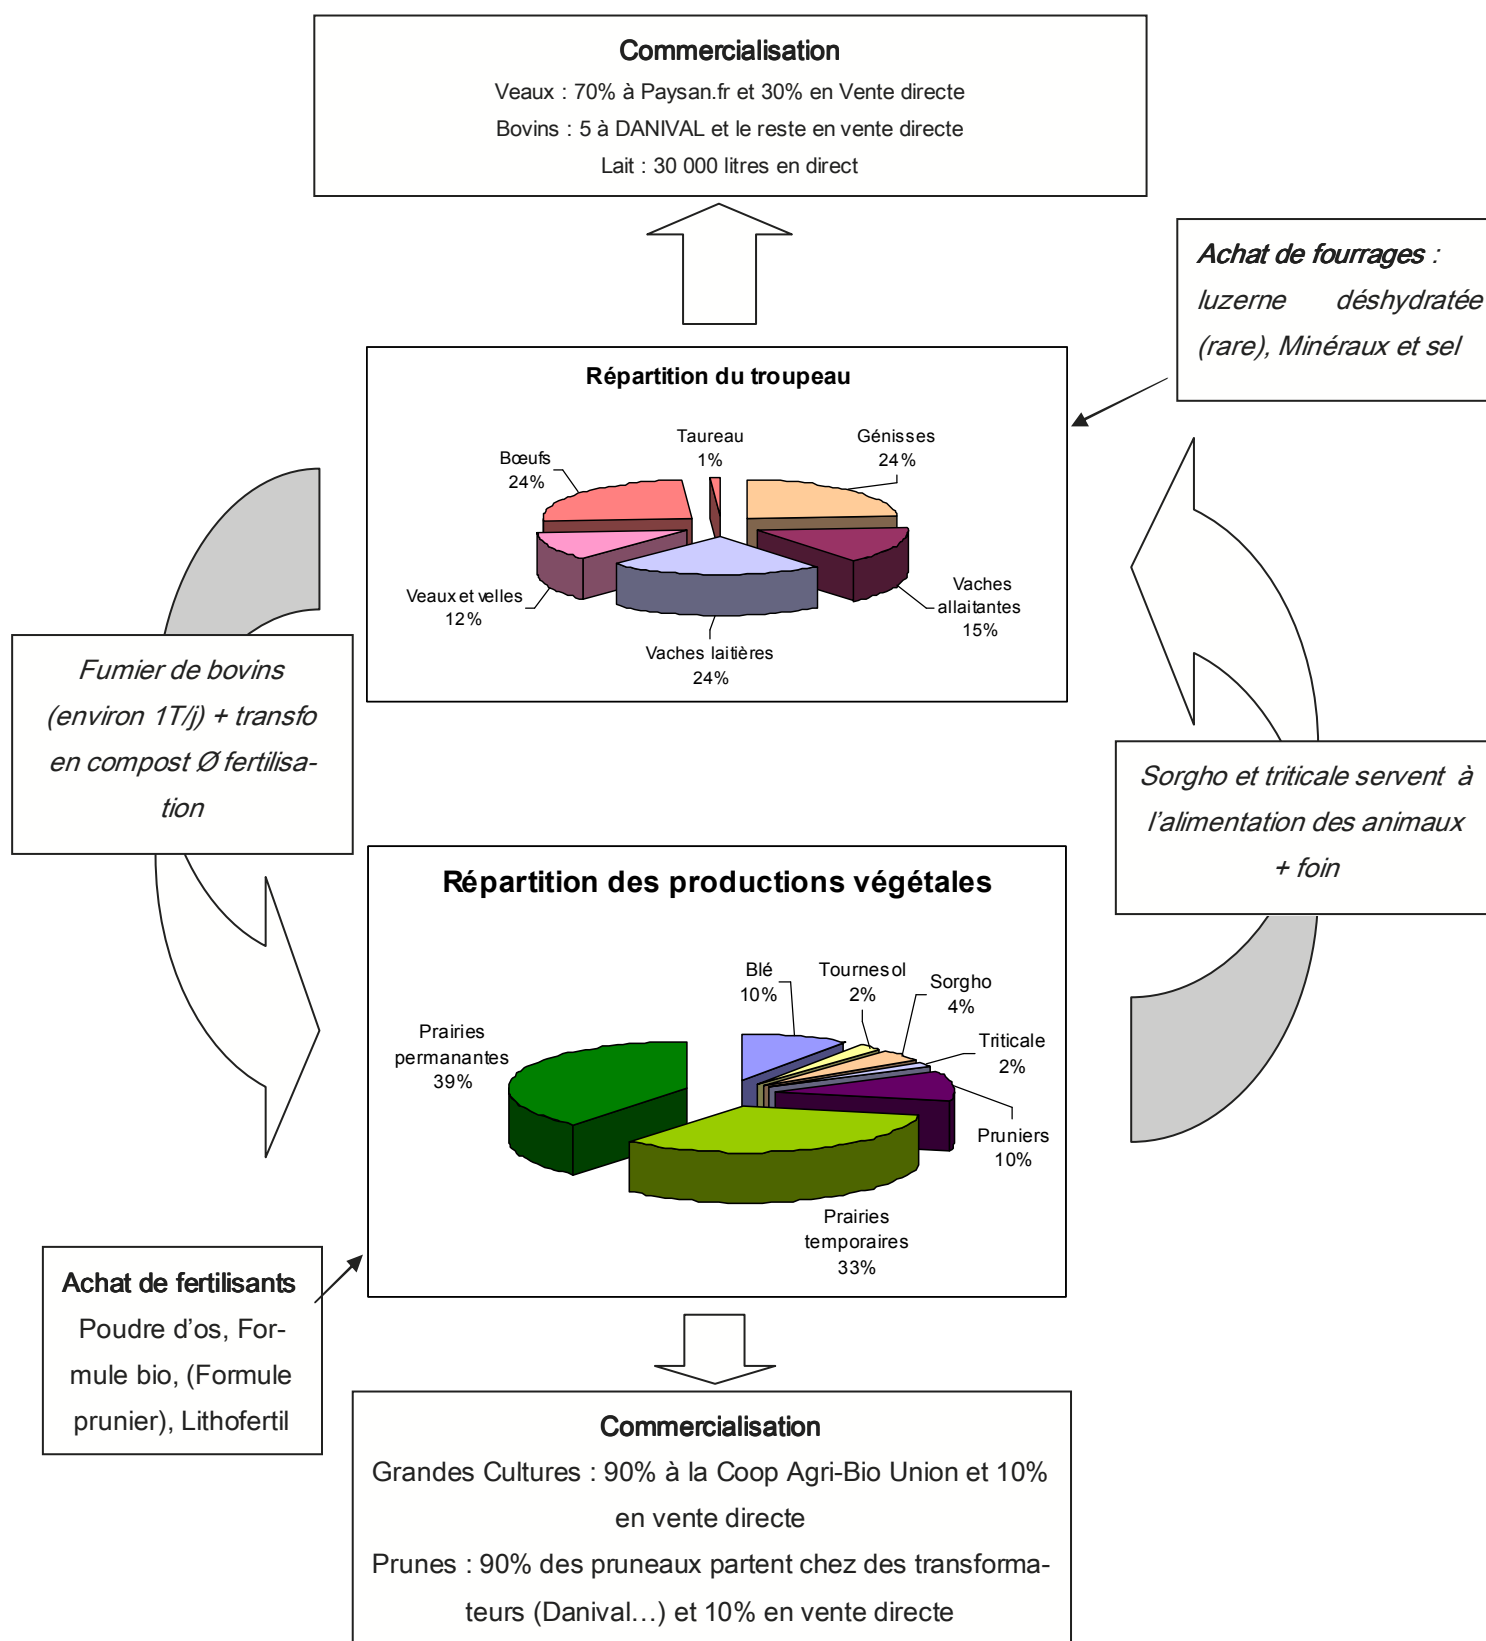 Commercialisation
Veaux : 70% à Paysan.fr et 30% en Vente directe
Bovins : 5 à DANIVAL et le reste en vente directe
Lait : 30 000 litres en direct
Achat de fourrages :
luzerne déshydratée
(rare), Minéraux et sel
Répartition du troupeau
Taureau
1%
Génisses
24%
Bœufs
24%
Veaux et velles
12%
Vaches
allaitantes
15%
Vaches laitières
24%
Fumier de bovins
(environ 1T/j) + transfo
en compost Ø fertilisa-
tion
Sorgho et triticale servent à
l'alimentation des animaux
+ foin
Répartition des productions végétales
Blé
10%
Tournesol
2%
Sorgho
4%
Triticale
2%
Prairies
permanantes
39%
Pruniers
10%
Prairies
temporaires
33%
Achat de fertilisants
Poudre d'os, For-
mule bio, (Formule
prunier), Lithofertil
Commercialisation
Grandes Cultures : 90% à la Coop Agri-Bio Union et 10%
en vente directe
Prunes : 90% des pruneaux partent chez des transforma-
teurs (Danival…) et 10% en vente directe